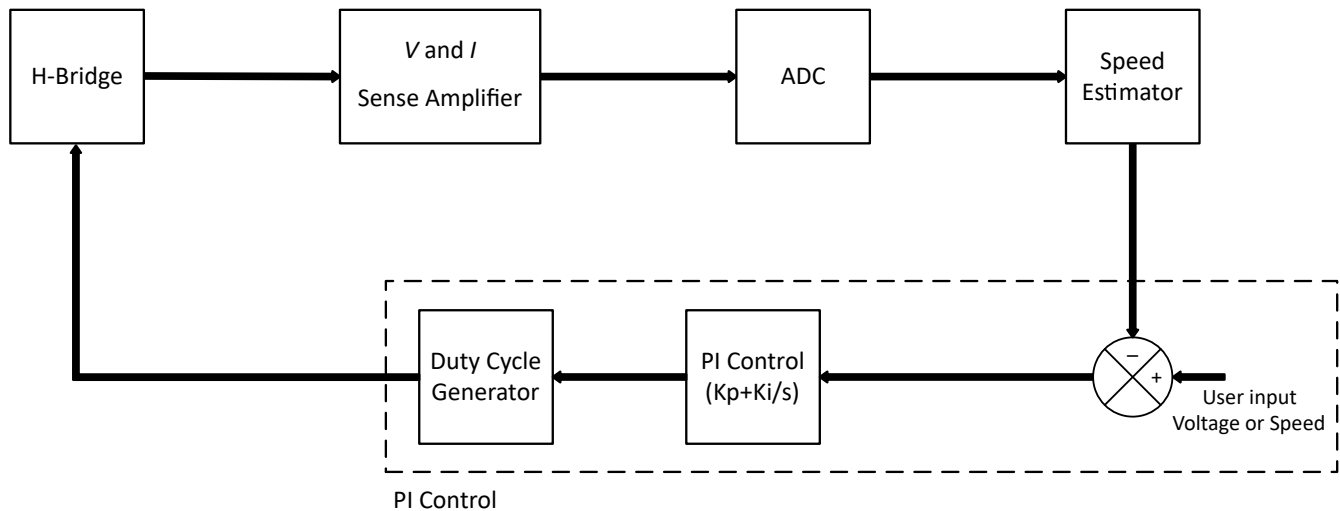 H-Bridge
V and I
Sense Amplifier
ADC
Speed
Estimator
Duty Cycle
Generator
PI Control
(Kp+Ki/s)
−
+
User input
Voltage or Speed
PI Control